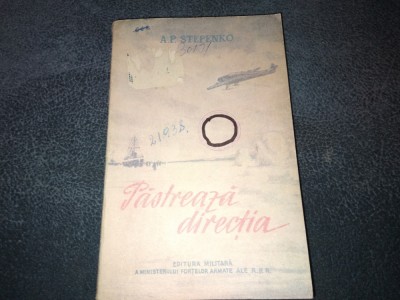 A.P. STEPENKO
21933
Păstrează
direcția
EDITURA MILITARĂ
A MINISTERULUI FORȚELOR ARMATE ALE R.P.R.